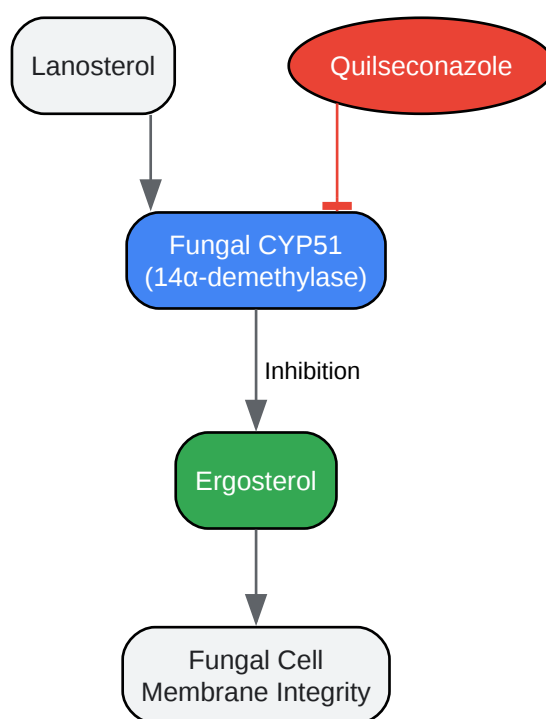 Lanosterol
Quilseconazole
Fungal CYP51
(14α-demethylase)
Inhibition
Ergosterol
Fungal Cell
Membrane Integrity